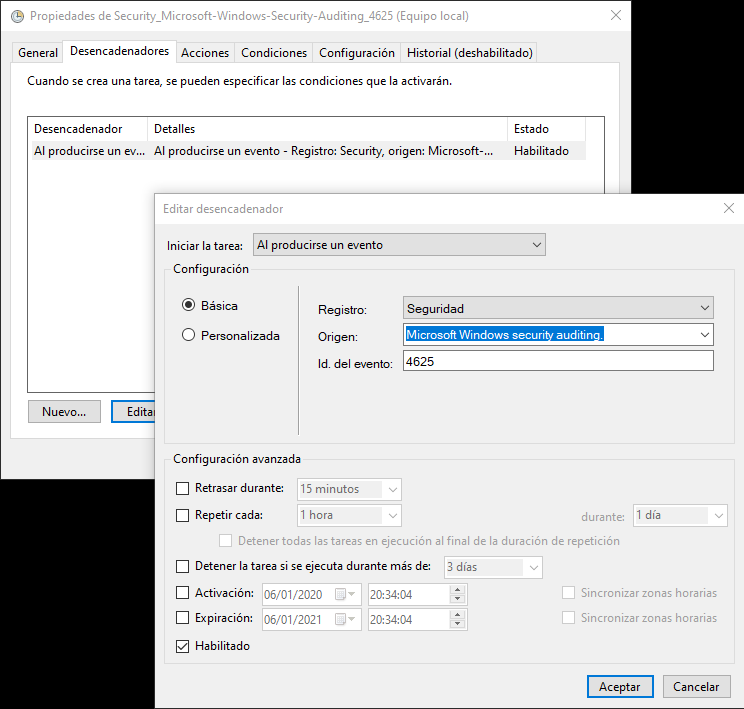 Propiedades de Security_Microsoft-Windows-Security-Auditing_4625 (Equipo local)
General Desencadenadores Acciones Condiciones Configuración Historial (deshabilitado)
Cuando se crea una tarea, se pueden especificar las condiciones que la activarán.
Desencadenador Detalles Estado
Al producirse un ev... Al producirse un evento - Registro: Security, origen: Microsoft-... Habilitado
Nuevo... Editar
Editar desencadenador
Iniciar la tarea: Al producirse un evento
Configuración
Básica
Personalizada
Registro: Seguridad
Origen: Microsoft Windows security auditing.
Id. del evento: 4625
Configuración avanzada
Retrasar durante: 15 minutos
Repetir cada: 1 hora durante: 1 día
Detener todas las tareas en ejecución al final de la duración de repetición
Detener la tarea si se ejecuta durante más de: 3 días
Activación: 06/01/2020 20:34:04 Sincronizar zonas horarias
Expiración: 06/01/2021 20:34:04 Sincronizar zonas horarias
Habilitado
Aceptar Cancelar